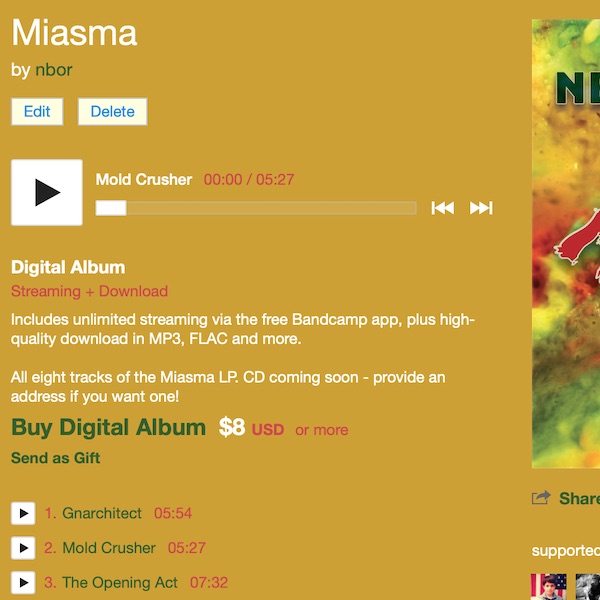 Miasma
by nbor
Edit Delete
Mold Crusher 00:00 / 05:27
Digital Album
Streaming + Download
Includes unlimited streaming via the free Bandcamp app, plus high-
quality download in MP3, FLAC and more.
All eight tracks of the Miasma LP. CD coming soon - provide an
address if you want one!
Buy Digital Album $8 USD or more
Send as Gift
1. Gnarchitect 05:54
2. Mold Crusher 05:27
3. The Opening Act 07:32
Share
supported